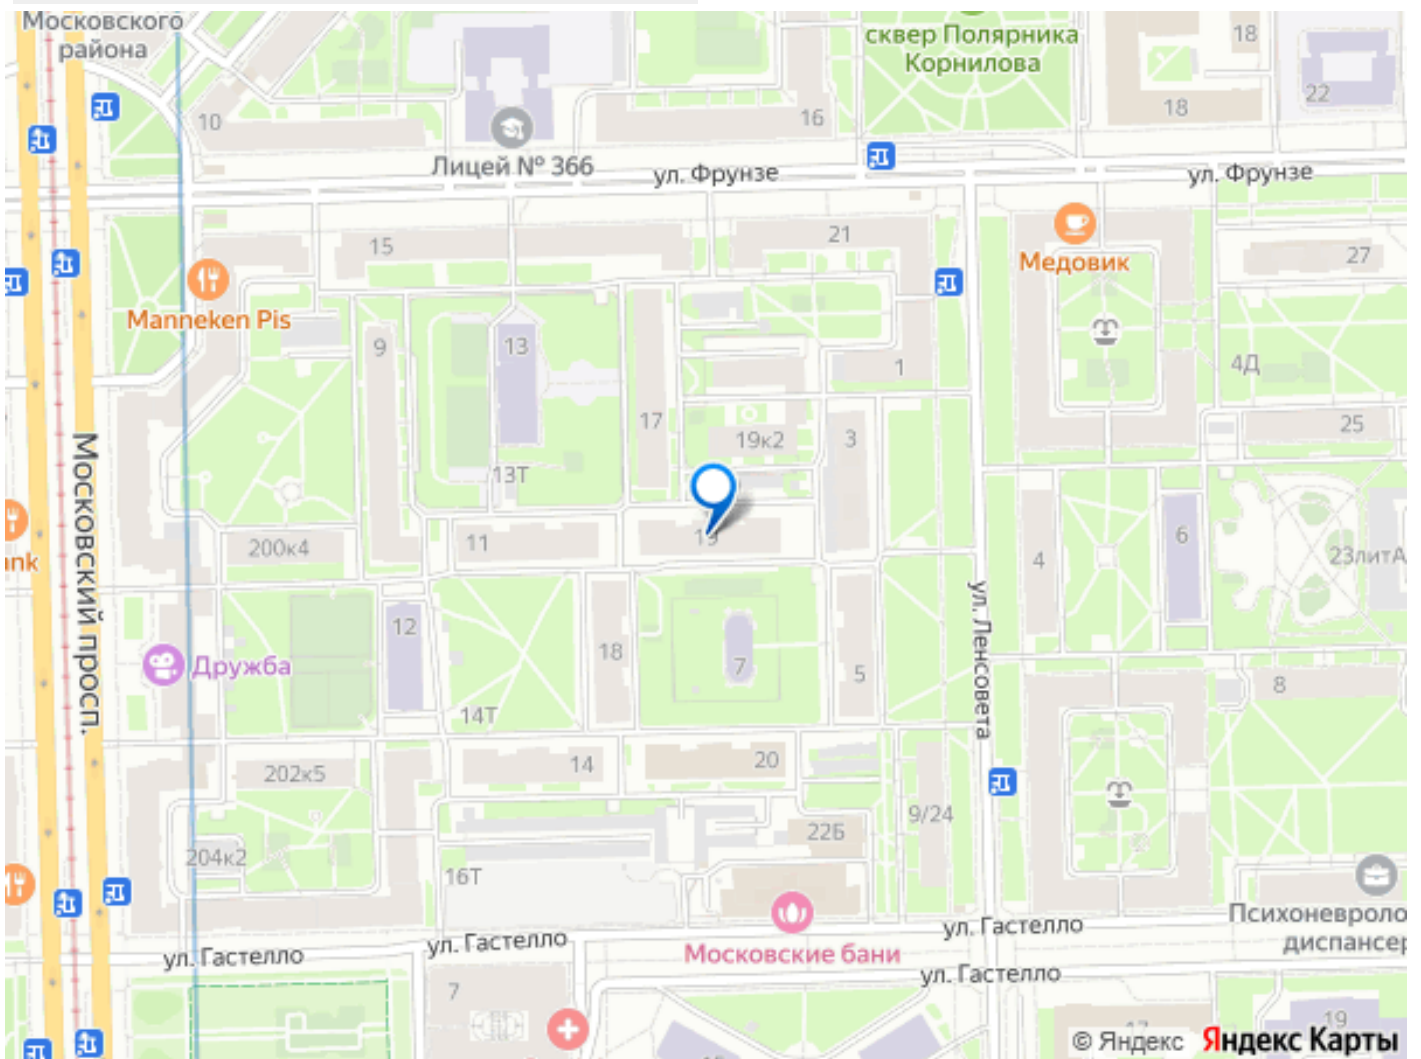 Московского
района
сквер Полярника
Корнилова
18
10
16
18
22
Лицей № 366
ул. Фрунзе
ул. Фрунзе
15
21
Медовик
27
Manneken Pis
9
13
1
4Д
17
19к2
3
25
13Т
Московский просп.
200к4
11
19
4
6
23литА
nk
ул. Ленсовета
12
18
7
5
Дружба
8
14Т
202к5
14
20
22Б
9/24
204к2
16Т
Психоневроло
диспансер
ул. Гастелло
ул. Гастелло
Московские бани
ул. Гастелло
ул. Гастелло
7
17
19
© Яндекс Яндекс Карты